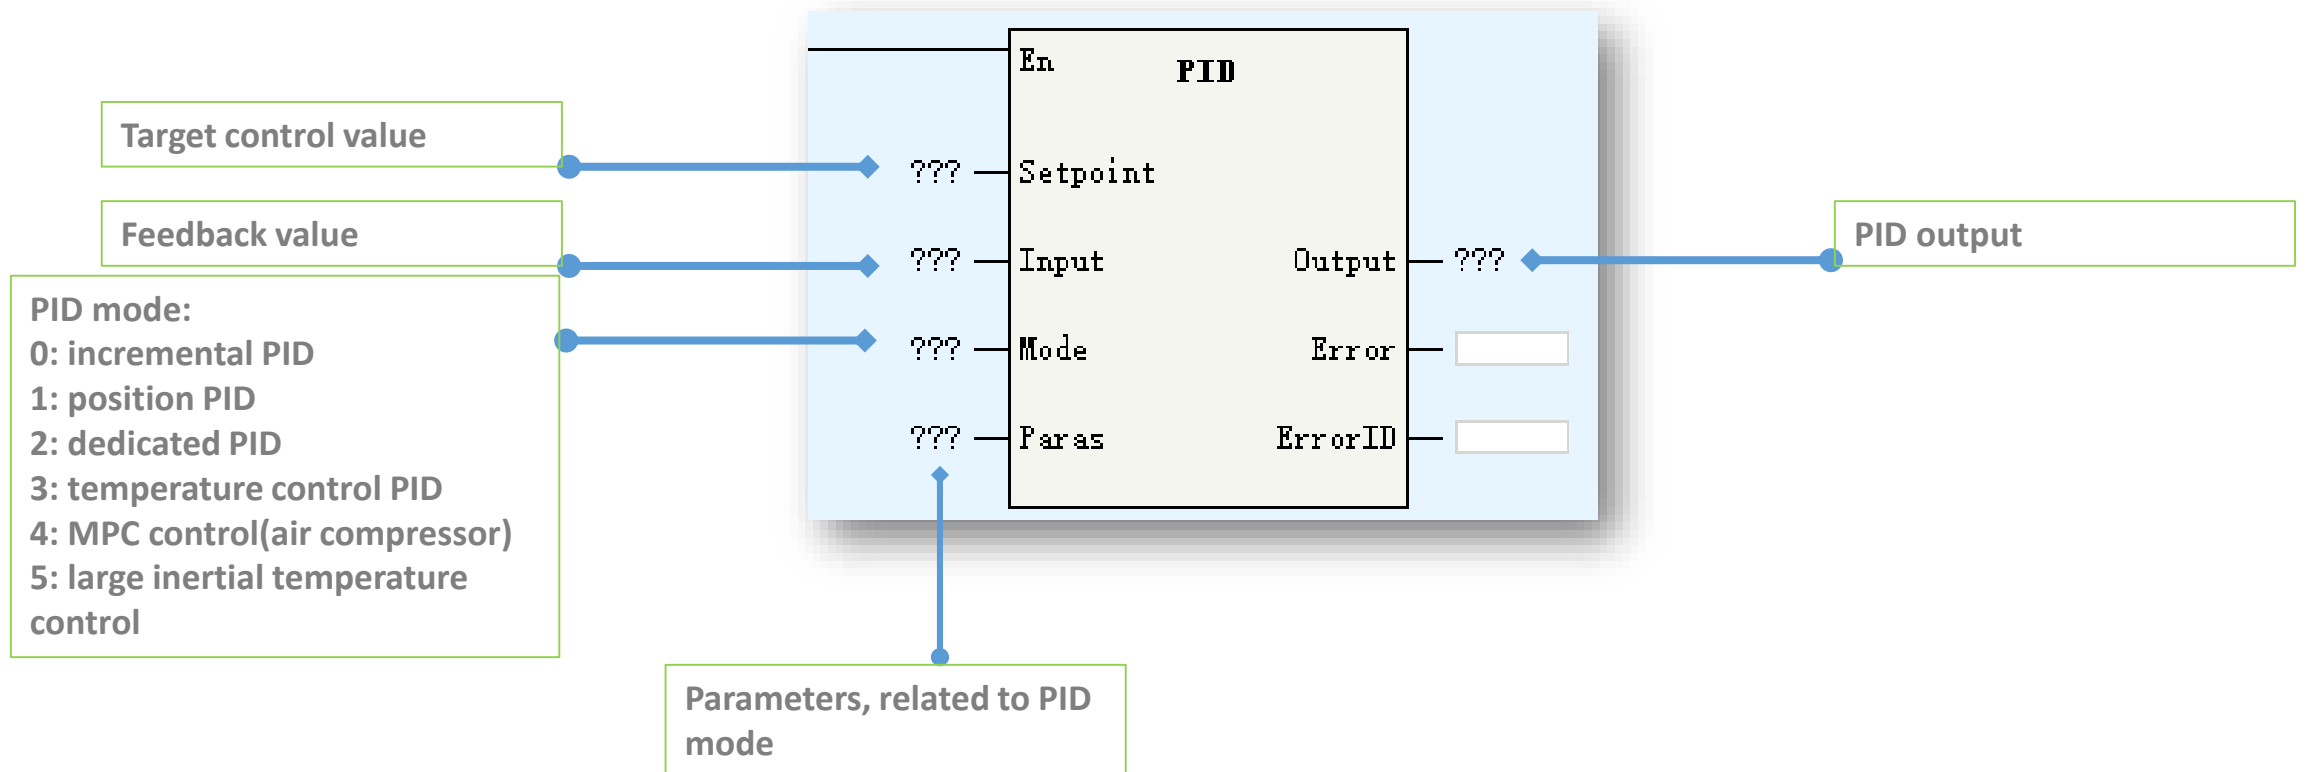 En
PID
Target control value
??? Setpoint
Feedback value
??? Input
Output ???
PID output
PID mode:
0: incremental PID
1: position PID
2: dedicated PID
3: temperature control PID
4: MPC control(air compressor)
5: large inertial temperature
control
??? Mode
Error
??? Paras
ErrorID
Parameters, related to PID
mode